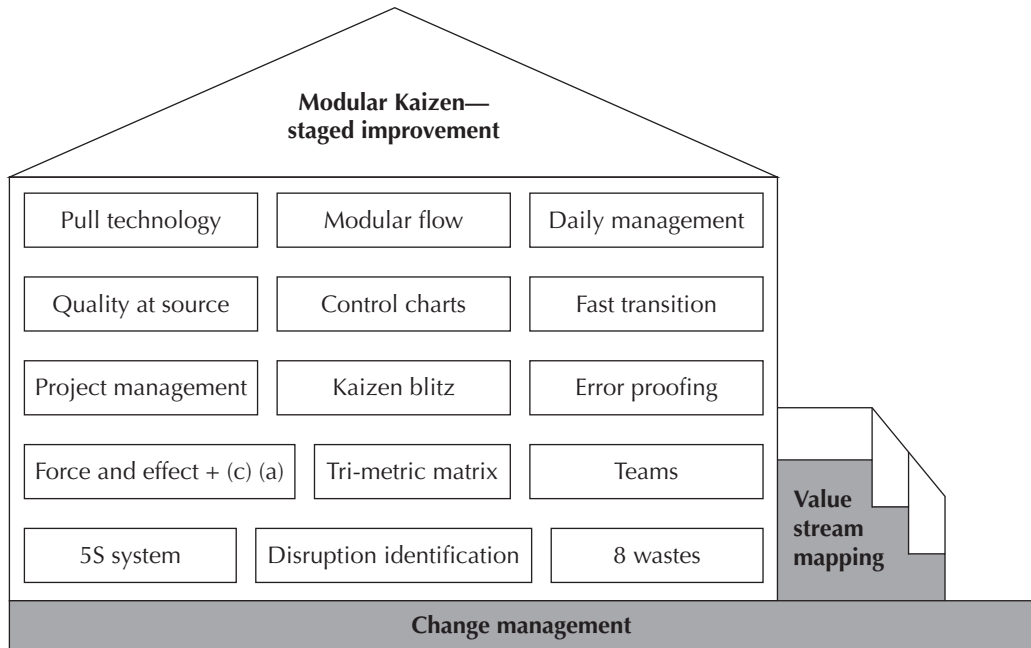 Modular Kaizen—
staged improvement
Pull technology
Modular flow
Daily management
Quality at source
Control charts
Fast transition
Project management
Kaizen blitz
Error proofing
Force and effect + (c) (a)
Tri-metric matrix
Teams
5S system
Disruption identification
8 wastes
Value
stream
mapping
Change management